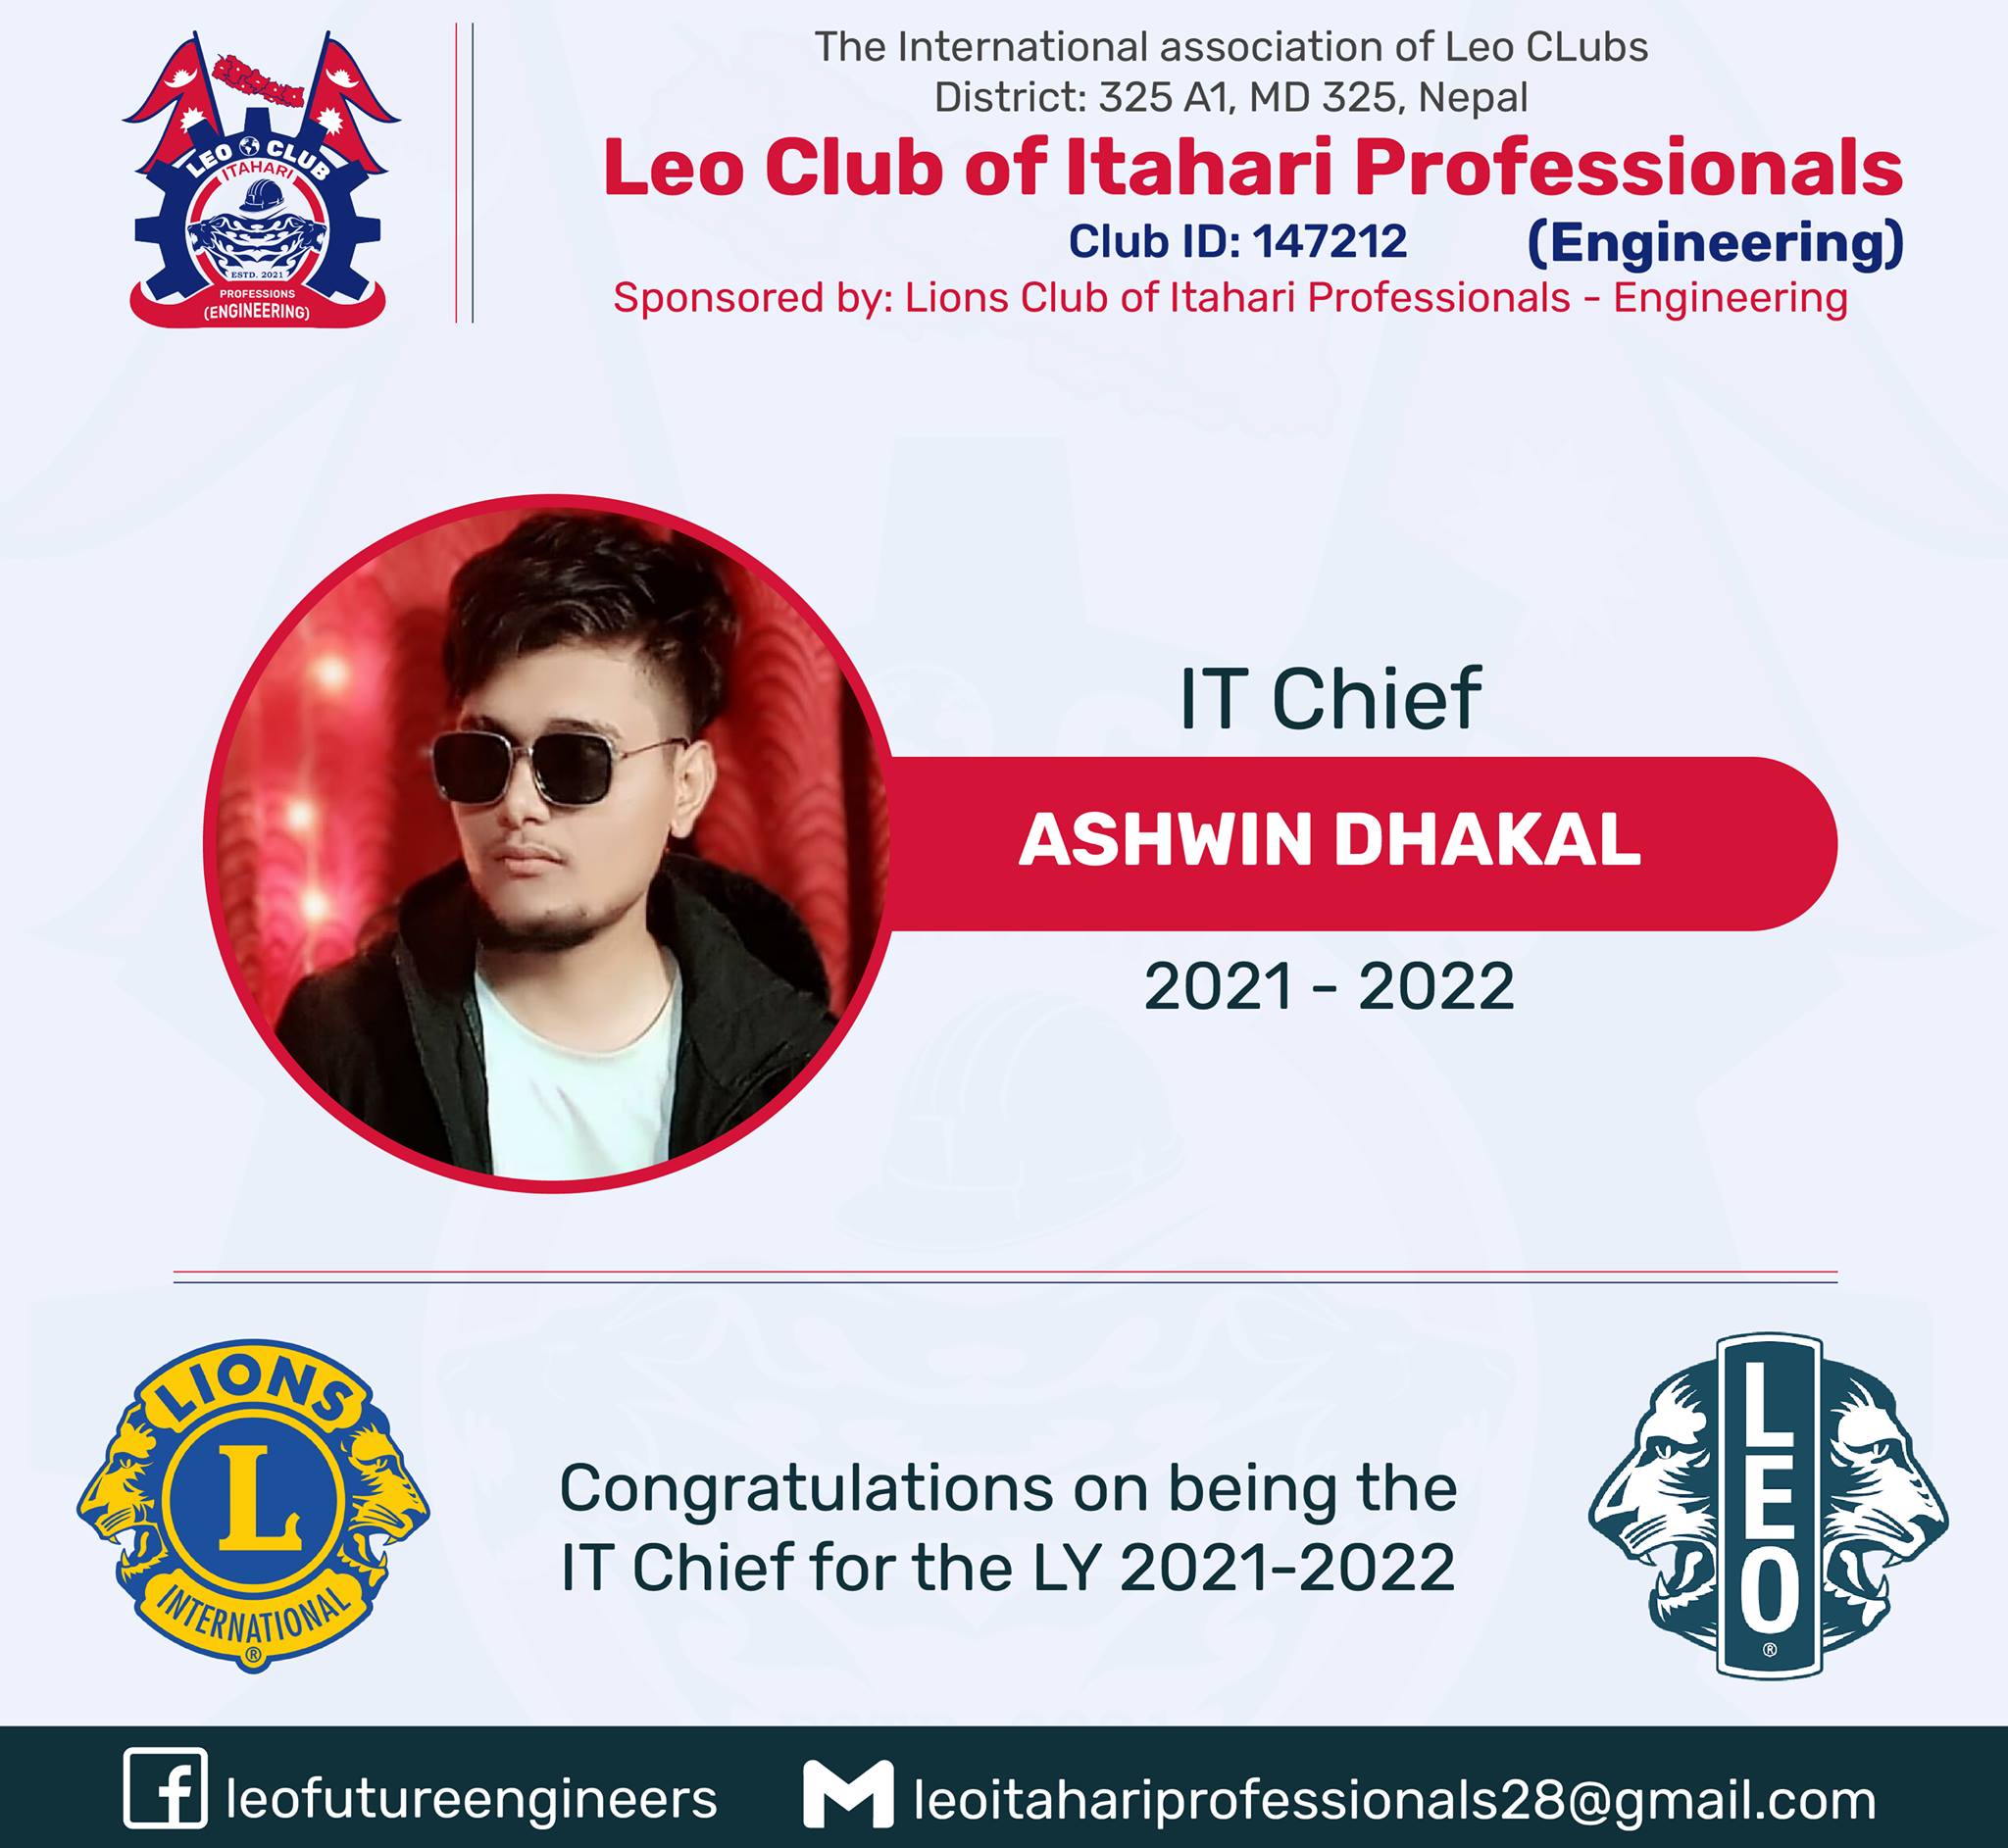 LEO CLUB
ITAHARI
ESTD. 2021
PROFESSIONS
(ENGINEERING)
The International association of Leo CLubs
District: 325 A1, MD 325, Nepal
Leo Club of Itahari Professionals
Club ID: 147212 (Engineering)
Sponsored by: Lions Club of Itahari Professionals - Engineering
IT Chief
ASHWIN DHAKAL
2021 - 2022
LIONS
L
INTERNATIONAL
®
Congratulations on being the
IT Chief for the LY 2021-2022
LEO
®
leofutureengineers
leoitahariprofessionals28@gmail.com